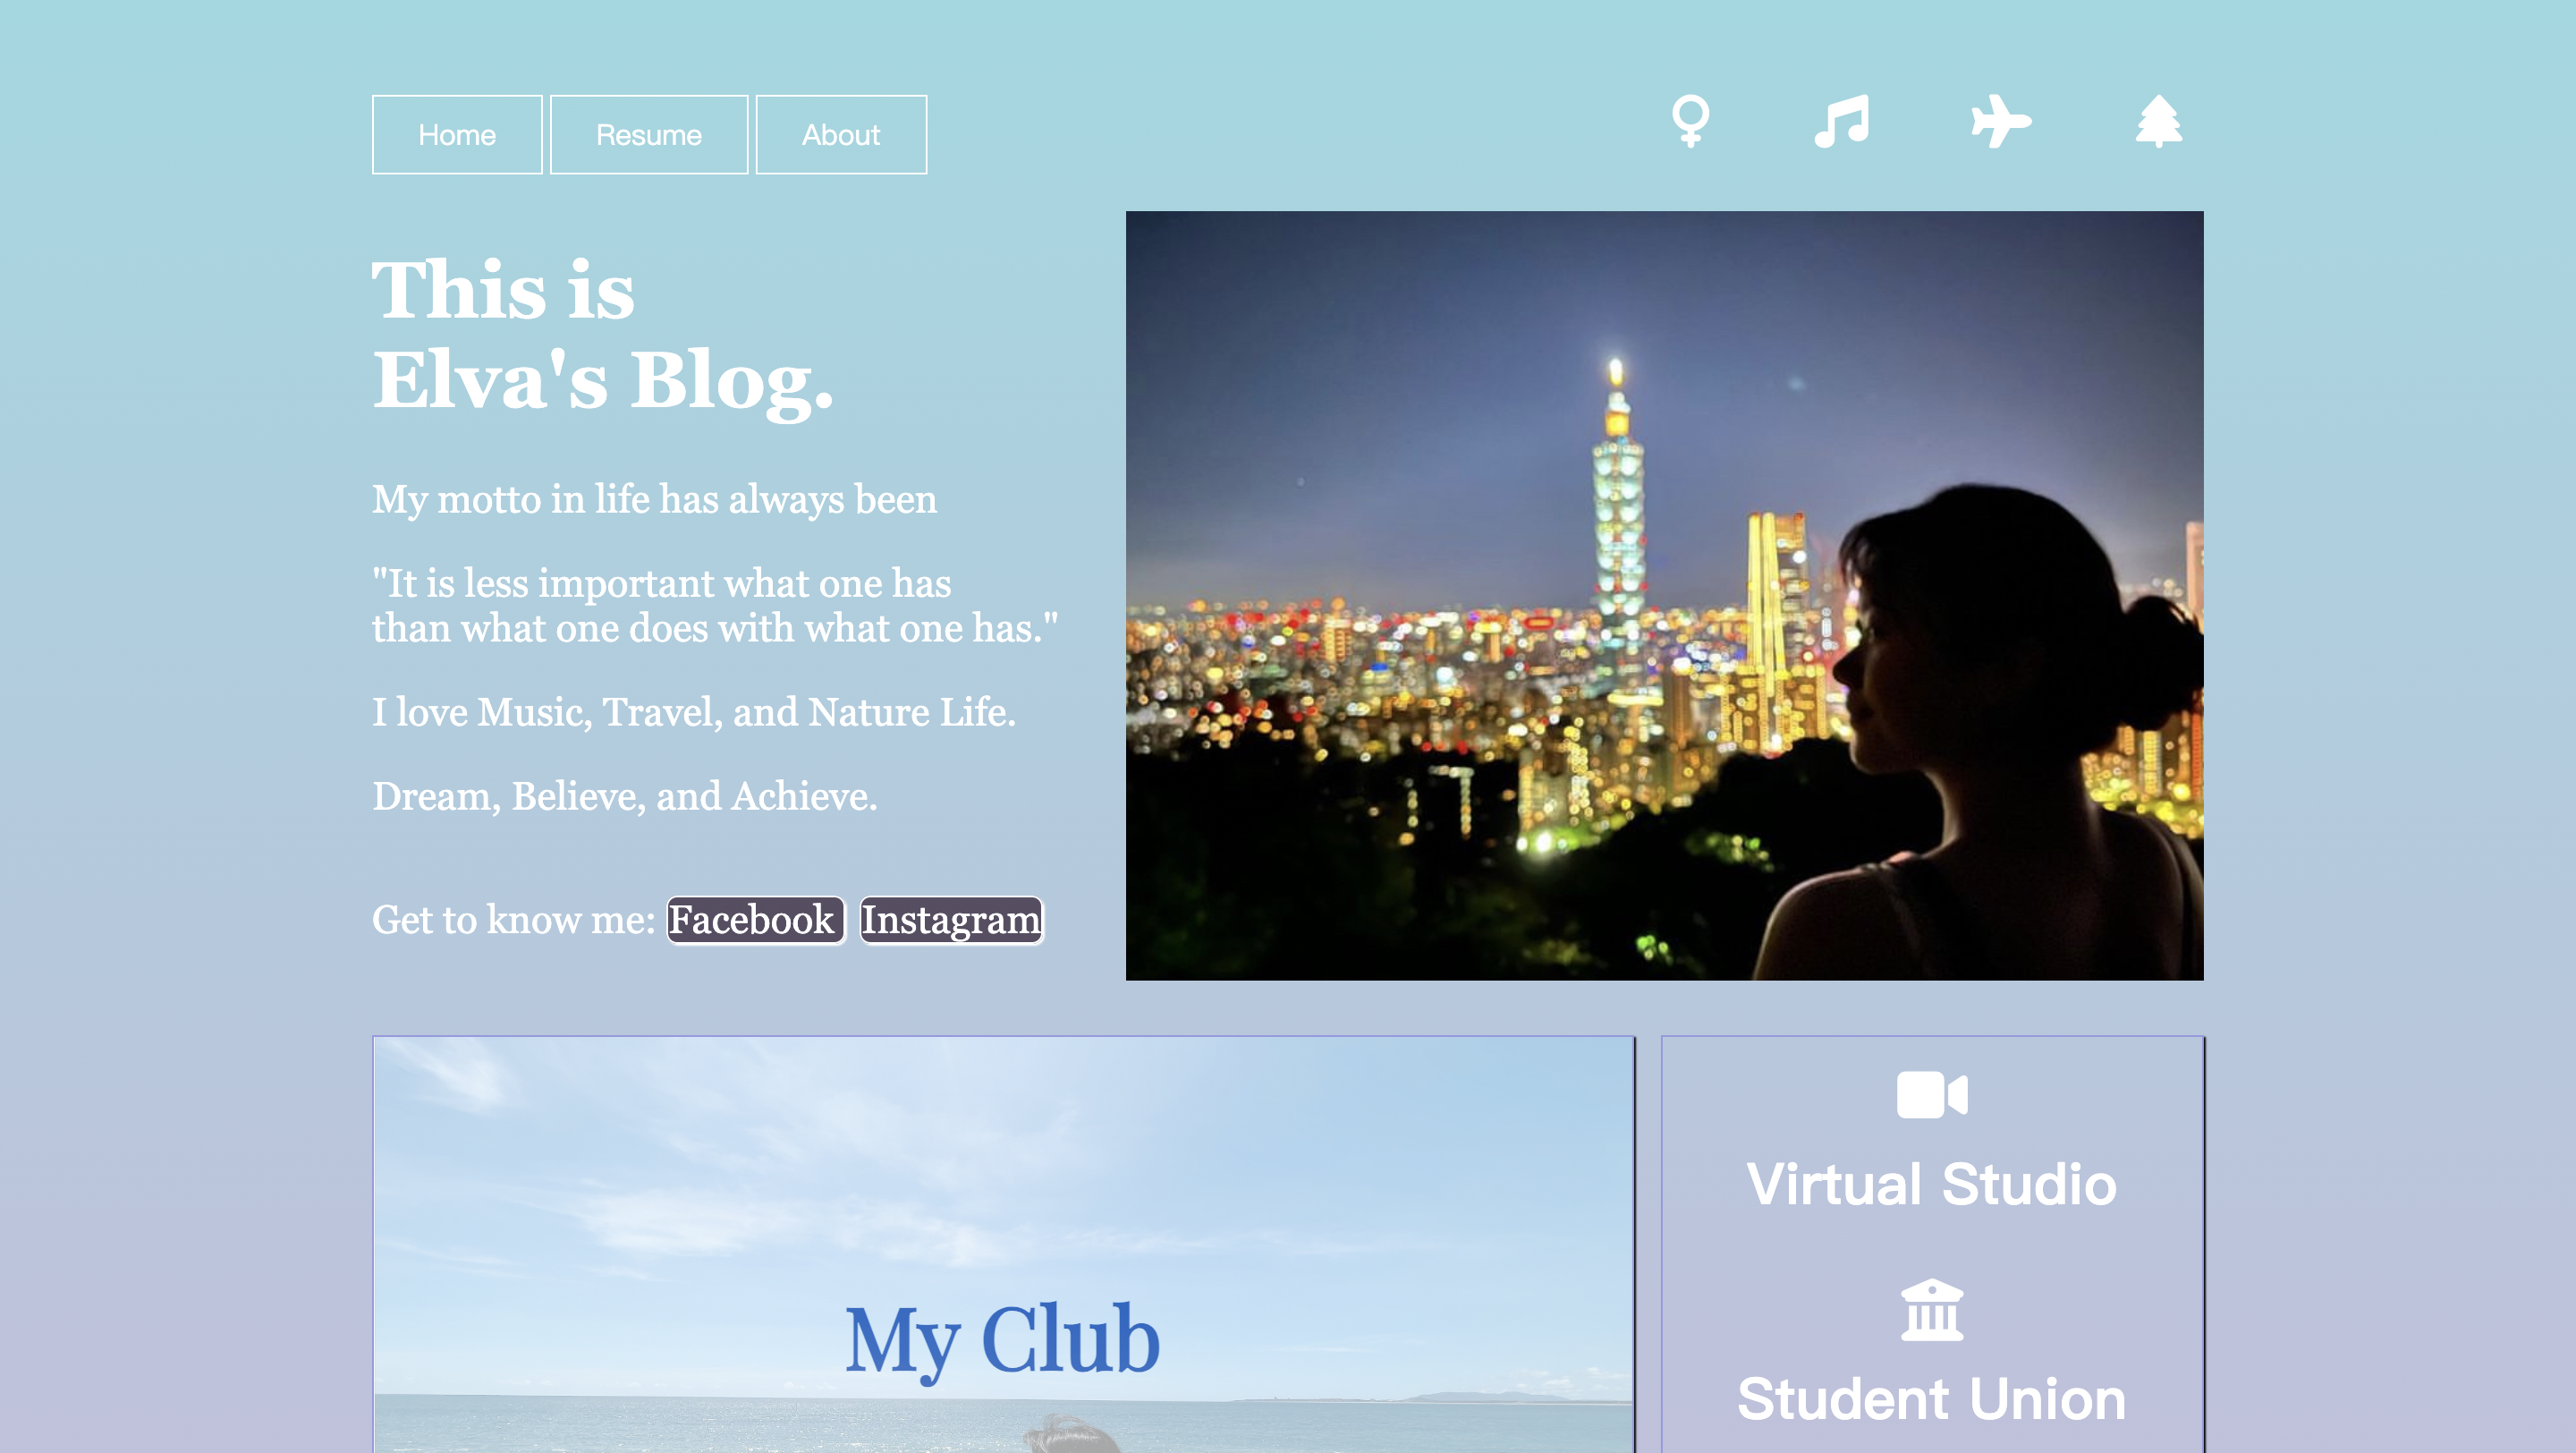 Home
Resume
About
This is
Elva's Blog.
My motto in life has always been
"It is less important what one has
than what one does with what one has."
I love Music, Travel, and Nature Life.
Dream, Believe, and Achieve.
Get to know me: Facebook Instagram
My Club
Virtual Studio
Student Union